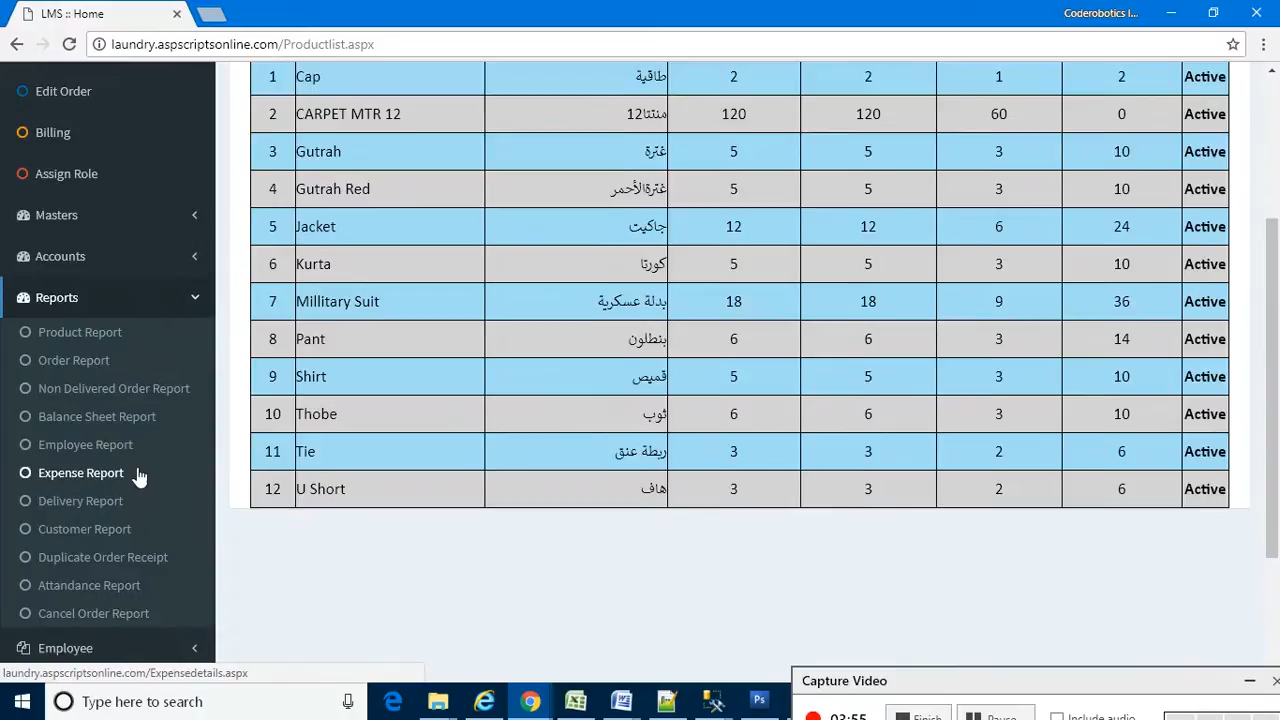 LMS :: Home
Coderobotics I...
laundry.aspscriptsonline.com/Productlist.aspx
Edit Order
Billing
Assign Role
Masters
Accounts
Reports
Product Report
Order Report
Non Delivered Order Report
Balance Sheet Report
Employee Report
Expense Report
Delivery Report
Customer Report
Duplicate Order Receipt
Attandance Report
Cancel Order Report
Employee
1 Cap طاقية 2 2 1 2 Active
2 CARPET MTR 12 منتتا12 120 120 60 0 Active
3 Gutrah غترة 5 5 3 10 Active
4 Gutrah Red غترةالأحمر 5 5 3 10 Active
5 Jacket جاكيت 12 12 6 24 Active
6 Kurta كورتا 5 5 3 10 Active
7 Millitary Suit بدلة عسكرية 18 18 9 36 Active
8 Pant بنطلون 6 6 3 14 Active
9 Shirt قميص 5 5 3 10 Active
10 Thobe ثوب 6 6 3 10 Active
11 Tie ربطة عنق 3 3 2 6 Active
12 U Short هاف 3 3 2 6 Active
laundry.aspscriptsonline.com/Expensedetails.aspx
Type here to search
Capture Video
03:55 Finish Pause Include audio